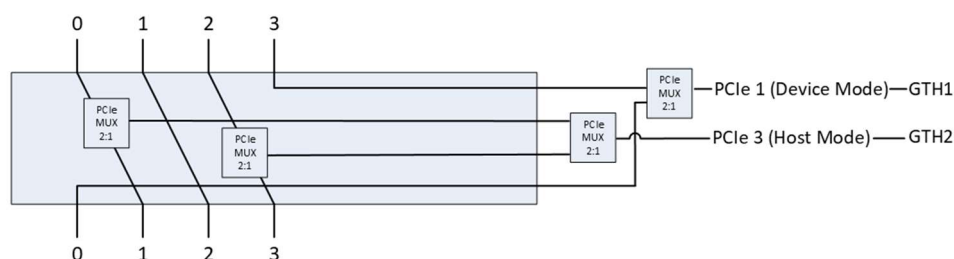 0 1 2 3
PCIe
MUX
2:1
PCIe 1 (Device Mode) GTH1
PCIe
MUX
2:1
PCIe
MUX
2:1
PCIe 3 (Host Mode) GTH2
PCIe
MUX
2:1
0 1 2 3